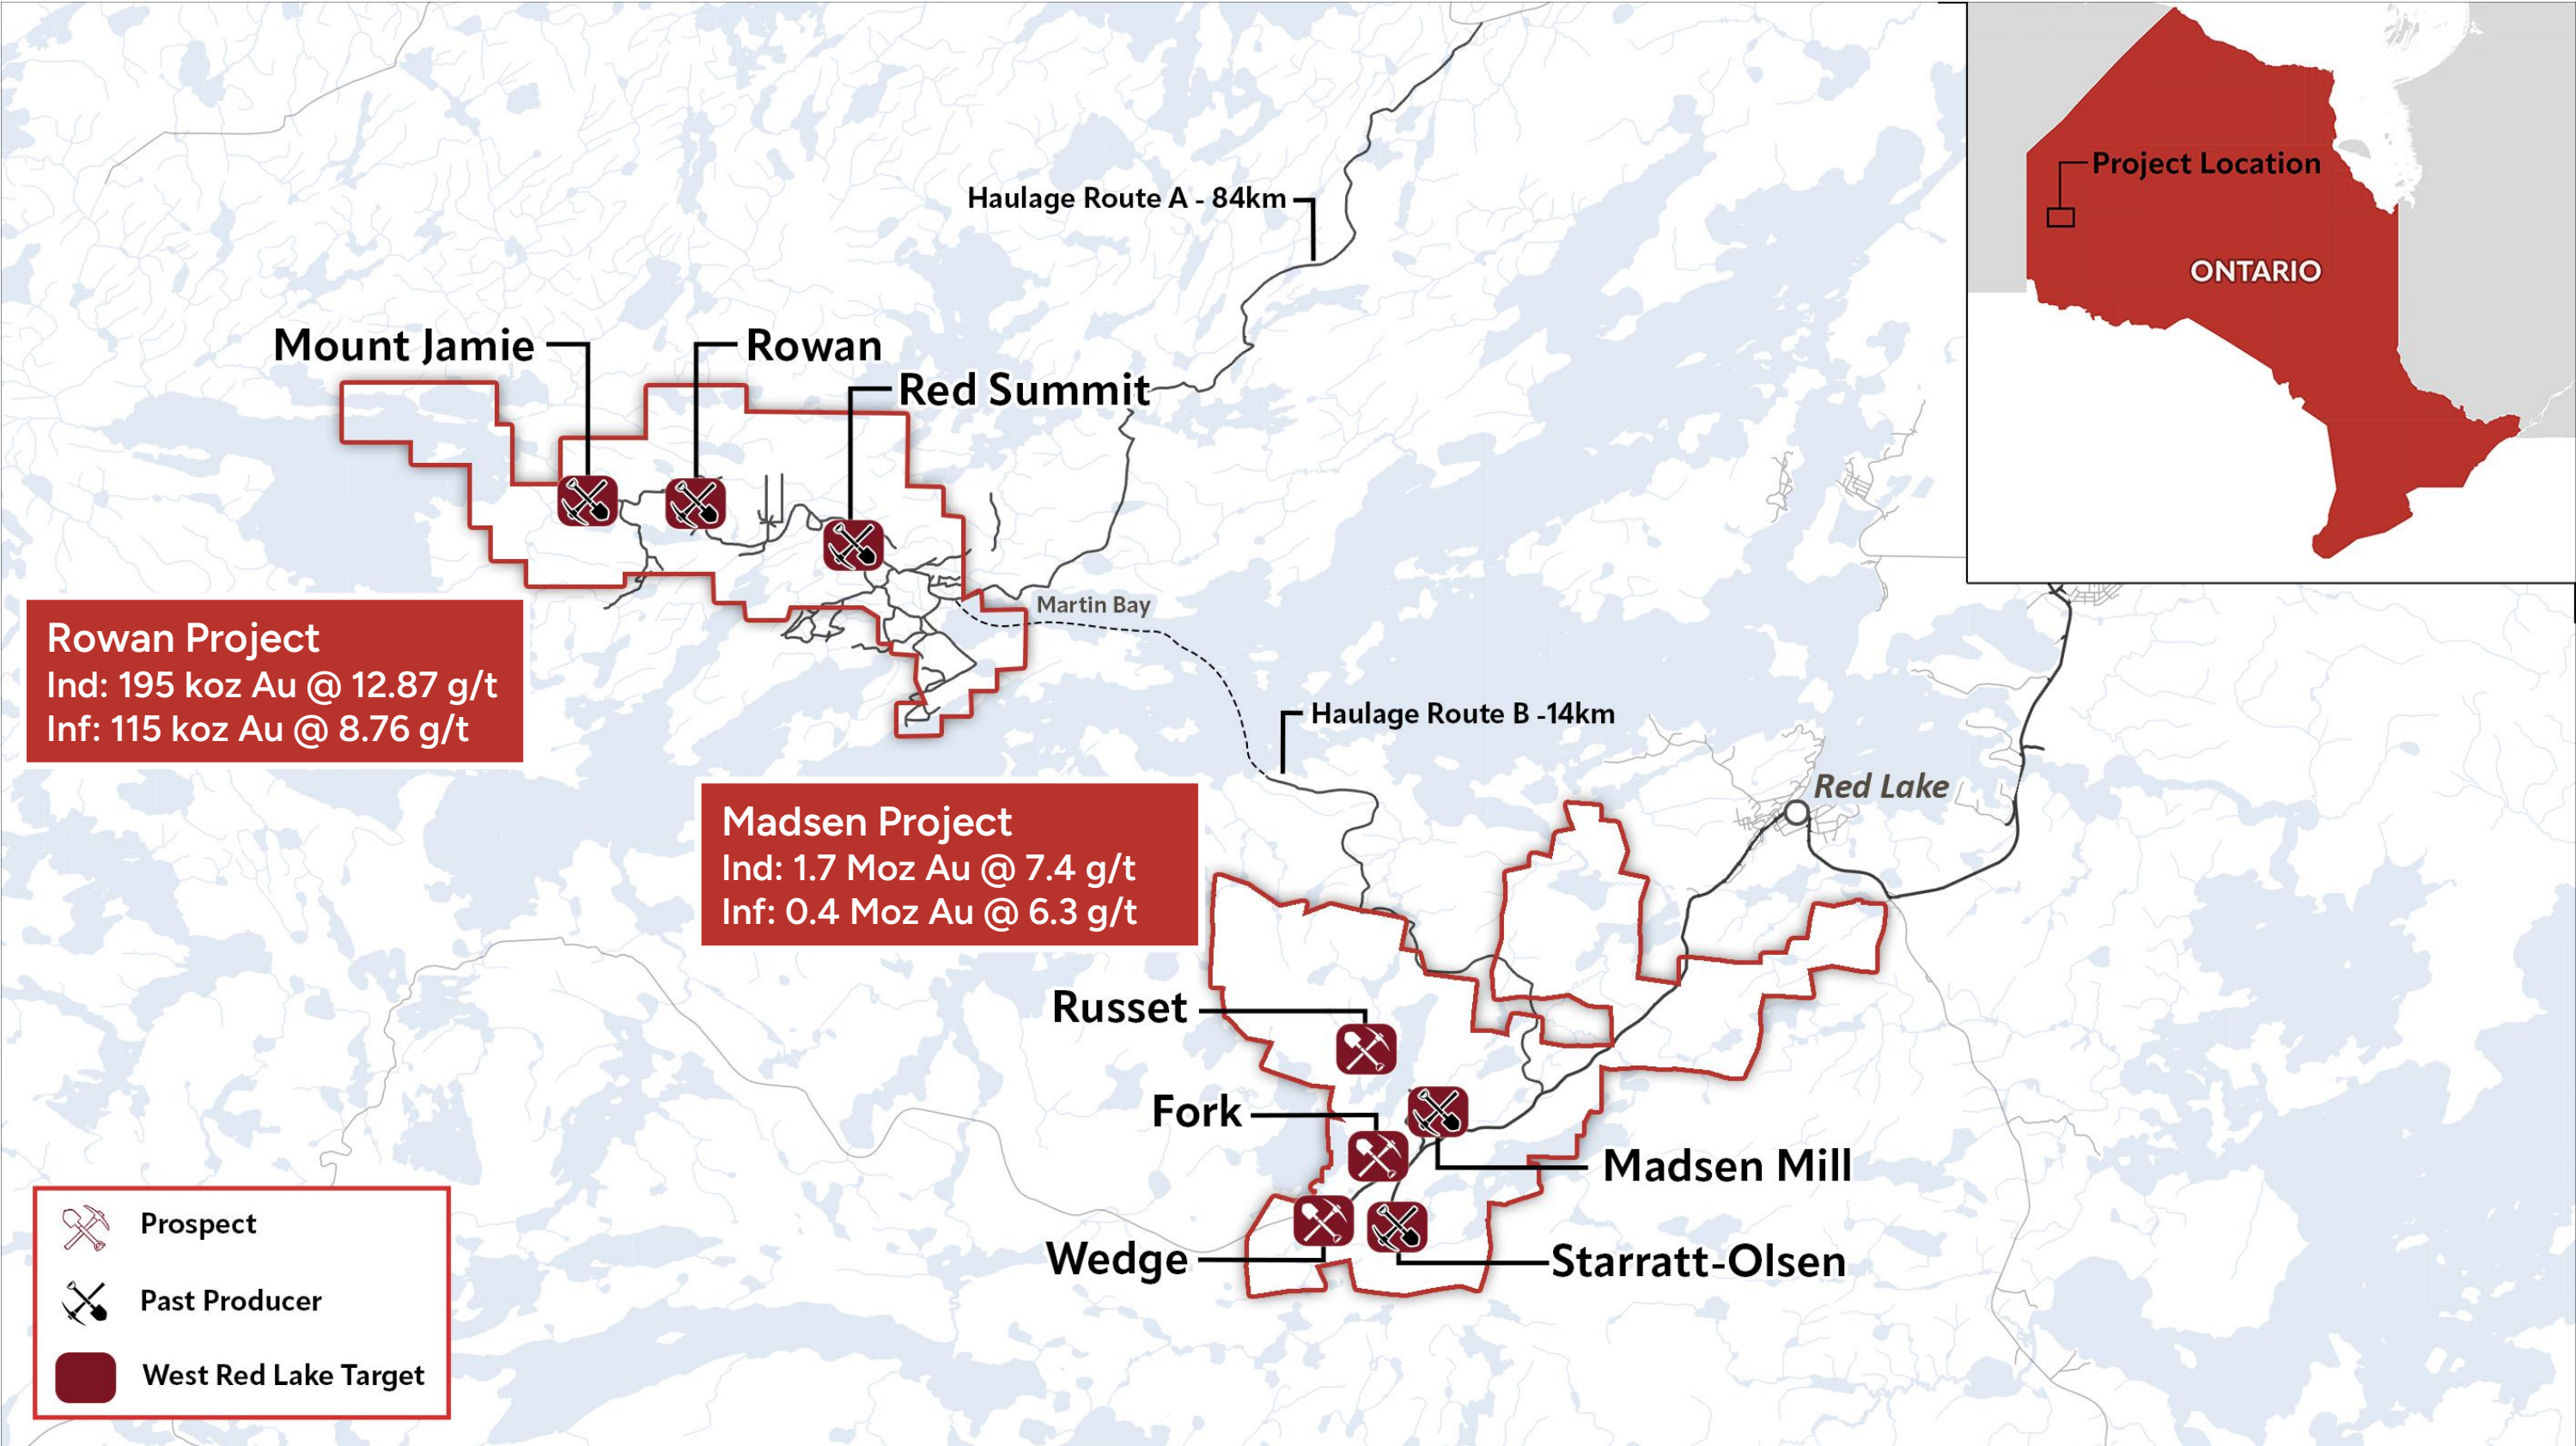 Project Location
ONTARIO
Haulage Route A - 84km
Mount Jamie
Rowan
Red Summit
Martin Bay
Rowan Project
Ind: 195 koz Au @ 12.87 g/t
Inf: 115 koz Au @ 8.76 g/t
Haulage Route B -14km
Red Lake
Madsen Project
Ind: 1.7 Moz Au @ 7.4 g/t
Inf: 0.4 Moz Au @ 6.3 g/t
Russet
Fork
Madsen Mill
Wedge
Starratt-Olsen
Prospect
Past Producer
West Red Lake Target